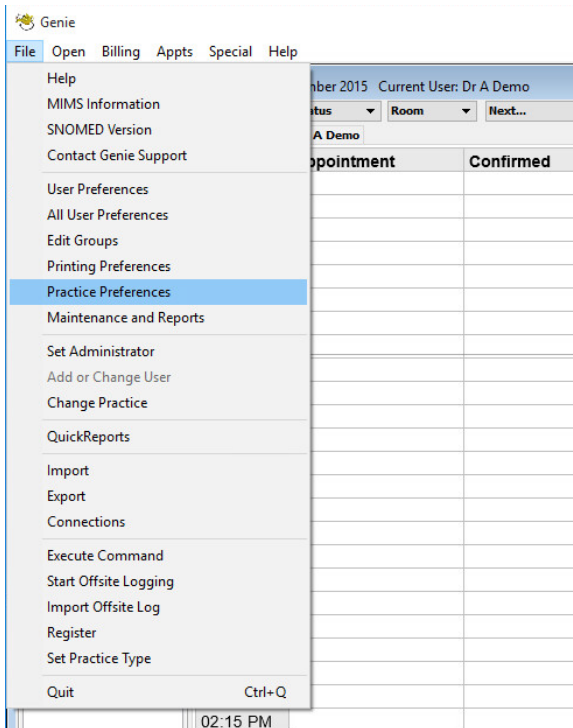 Genie
File Open Billing Appts Special Help
Help
MIMS Information
SNOMED Version
Contact Genie Support
User Preferences
All User Preferences
Edit Groups
Printing Preferences
Practice Preferences
Maintenance and Reports
Set Administrator
Add or Change User
Change Practice
QuickReports
Import
Export
Connections
Execute Command
Start Offsite Logging
Import Offsite Log
Register
Set Practice Type
Quit Ctrl+Q
2015 Current User: Dr A Demo
Room Next...
A Demo
Confirmed
02:15 PM